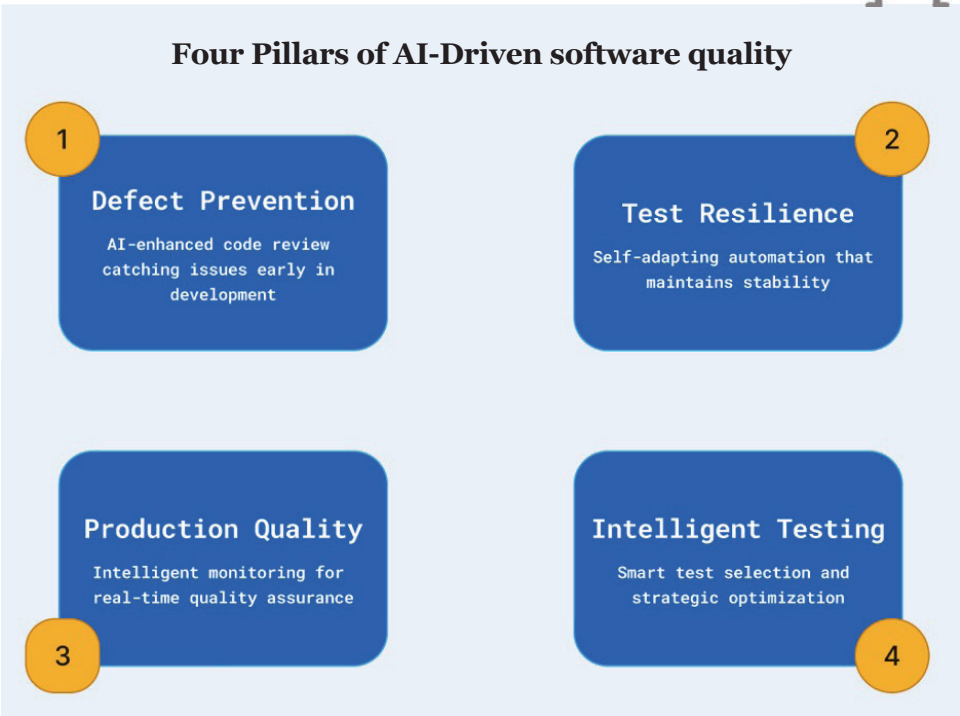 Four Pillars of AI-Driven software quality
1
Defect Prevention
AI-enhanced code review
catching issues early in
development
2
Test Resilience
Self-adapting automation that
maintains stability
3
Production Quality
Intelligent monitoring for
real-time quality assurance
4
Intelligent Testing
Smart test selection and
strategic optimization